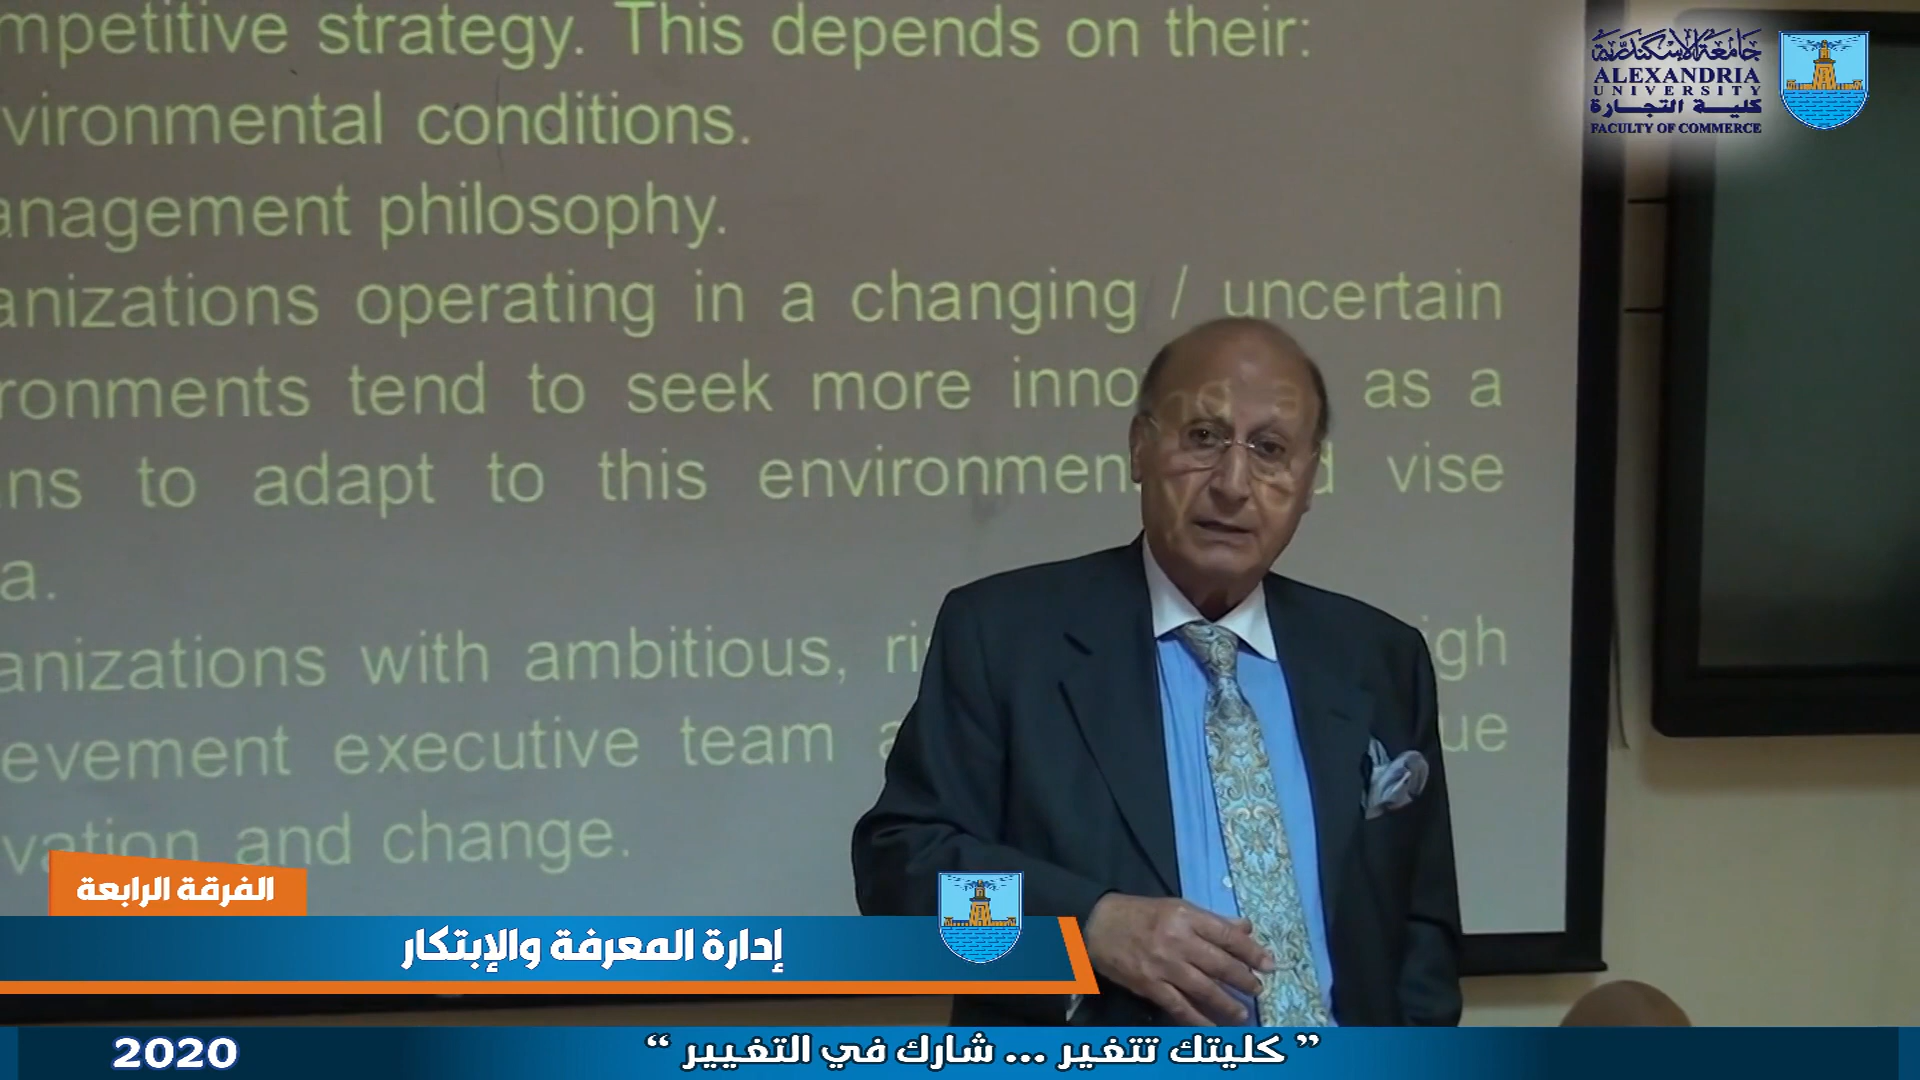 mpetitive strategy. This depends on their:
vironmental conditions.
anagement philosophy.
anizations operating in a changing / uncertain
ronments tend to seek more inno as a
ns to adapt to this environmen d vise
a.
anizations with ambitious, ri igh
evement executive team a ue
vation and change.
جامعة الإسكندرية
ALEXANDRIA
UNIVERSITY
كلية التجارة
FACULTY OF COMMERCE
الفرقة الرابعة
إدارة المعرفة والإبتكار
2020
” كليتك تتغير ... شارك في التغيير “